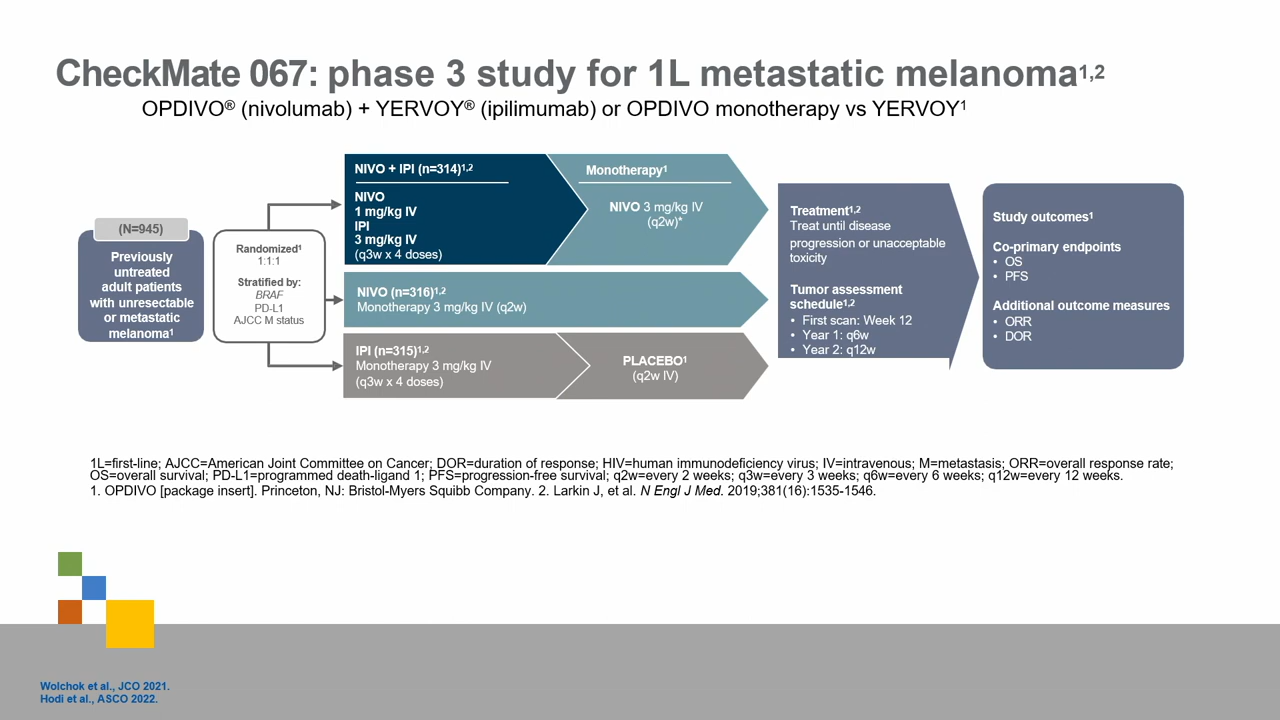 CheckMate 067: phase 3 study for 1L metastatic melanoma1,2
OPDIVO® (nivolumab) + YERVOY® (ipilimumab) or OPDIVO monotherapy vs YERVOY1
(N=945)
Previously
untreated
adult patients
with unresectable
or metastatic
melanoma1
Randomized1
1:1:1
Stratified by:
BRAF
PD-L1
AJCC M status
NIVO + IPI (n=314)1,2
NIVO
1 mg/kg IV
IPI
3 mg/kg IV
(q3w x 4 doses)
Monotherapy1
NIVO 3 mg/kg IV
(q2w)*
NIVO (n=316)1,2
Monotherapy 3 mg/kg IV (q2w)
IPI (n=315)1,2
Monotherapy 3 mg/kg IV
(q3w x 4 doses)
PLACEBO1
(q2w IV)
Treatment1,2
Treat until disease
progression or unacceptable
toxicity
Tumor assessment
schedule1,2
• First scan: Week 12
• Year 1: q6w
• Year 2: q12w
Study outcomes1
Co-primary endpoints
• OS
• PFS
Additional outcome measures
• ORR
• DOR
1L=first-line; AJCC=American Joint Committee on Cancer; DOR=duration of response; HIV=human immunodeficiency virus; IV=intravenous; M=metastasis; ORR=overall response rate;
OS=overall survival; PD-L1=programmed death-ligand 1; PFS=progression-free survival; q2w=every 2 weeks; q3w=every 3 weeks; q6w=every 6 weeks; q12w=every 12 weeks.
1. OPDIVO [package insert]. Princeton, NJ: Bristol-Myers Squibb Company. 2. Larkin J, et al. N Engl J Med. 2019;381(16):1535-1546.
Wolchok et al., JCO 2021.
Hodi et al., ASCO 2022.